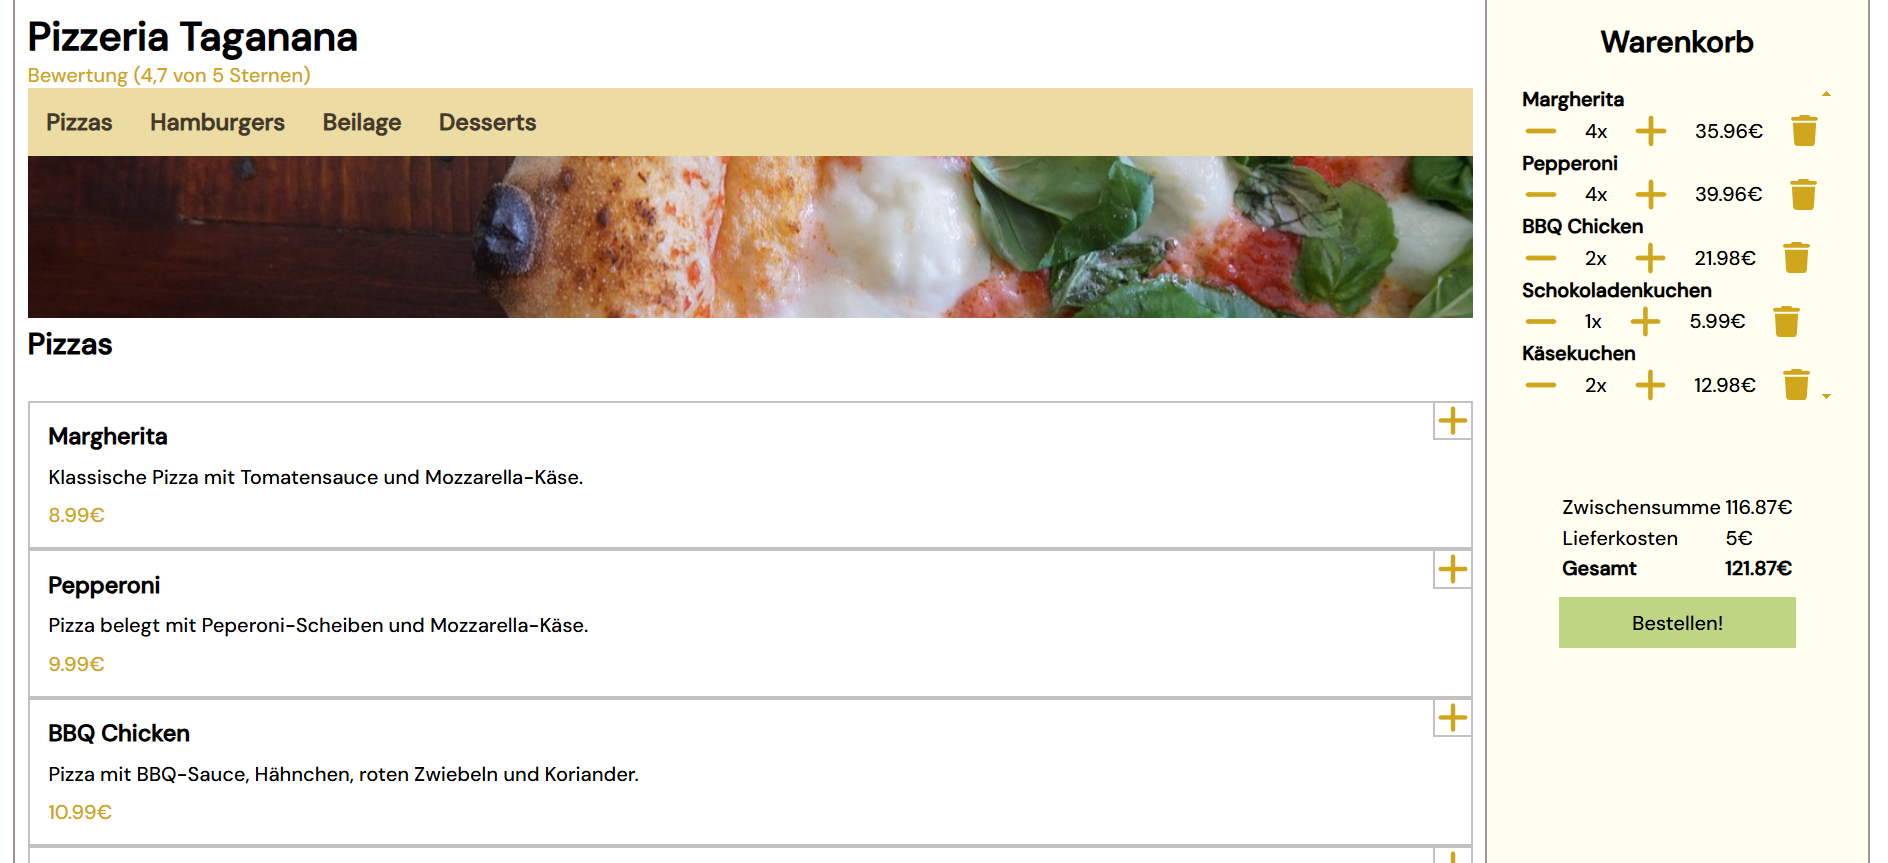 Pizzeria Taganana
Bewertung (4,7 von 5 Sternen)
Pizzas Hamburgers Beilage Desserts
Pizzas
Margherita
Klassische Pizza mit Tomatensauce und Mozzarella-Käse.
8.99€
Pepperoni
Pizza belegt mit Peperoni-Scheiben und Mozzarella-Käse.
9.99€
BBQ Chicken
Pizza mit BBQ-Sauce, Hähnchen, roten Zwiebeln und Koriander.
10.99€
Warenkorb
Margherita
4x 35.96€
Pepperoni
4x 39.96€
BBQ Chicken
2x 21.98€
Schokoladenkuchen
1x 5.99€
Käsekuchen
2x 12.98€
Zwischensumme 116.87€
Lieferkosten 5€
Gesamt 121.87€
Bestellen!